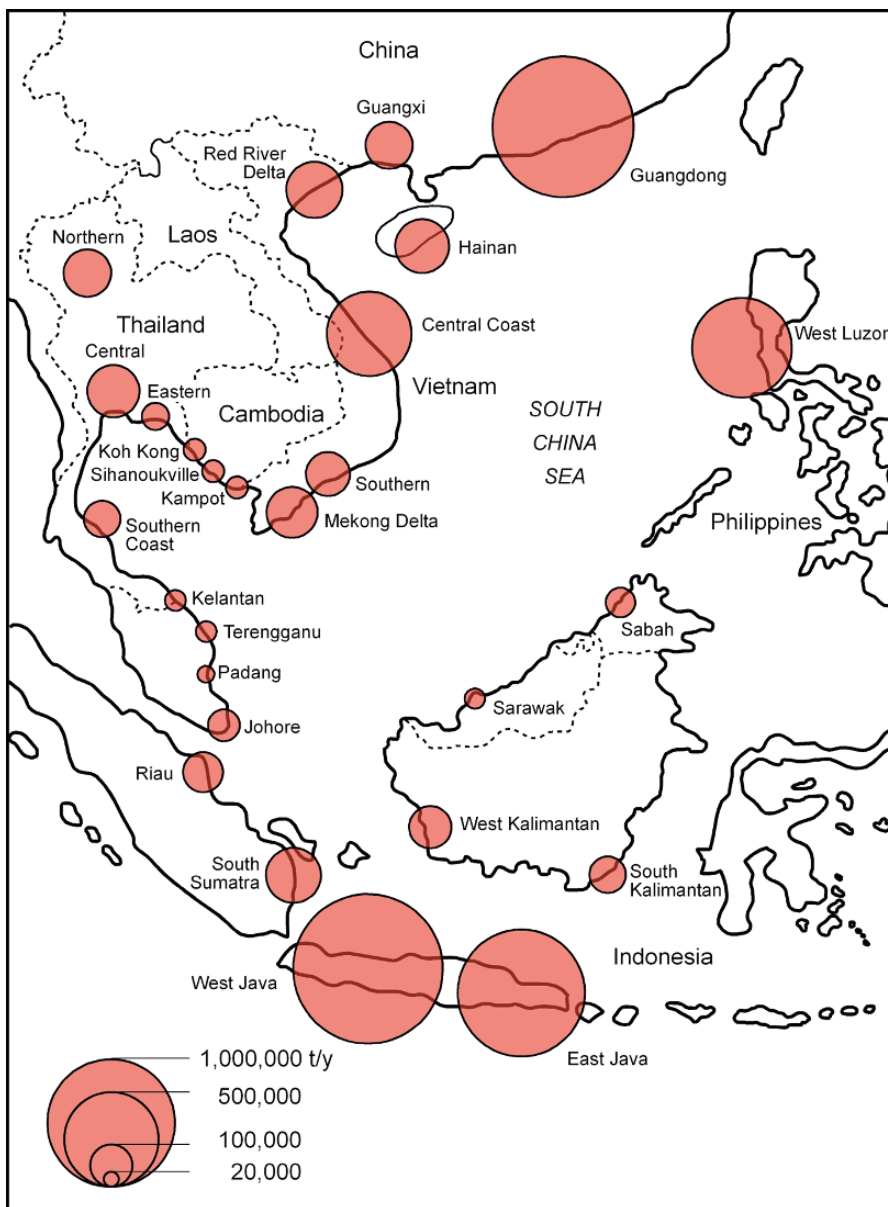 China
Guangxi
Red River
Delta
Guangdong
Laos
Northern
Hainan
Thailand
Central Coast
West Luzon
Central
Vietnam
Eastern
Cambodia
SOUTH
CHINA
SEA
Koh Kong
Sihanoukville
Kampot
Southern
Mekong Delta
Philippines
Southern
Coast
Kelantan
Terengganu
Sabah
Padang
Sarawak
Johore
Riau
West Kalimantan
South
Sumatra
South
Kalimantan
Indonesia
West Java
East Java
1,000,000 t/y
500,000
100,000
20,000